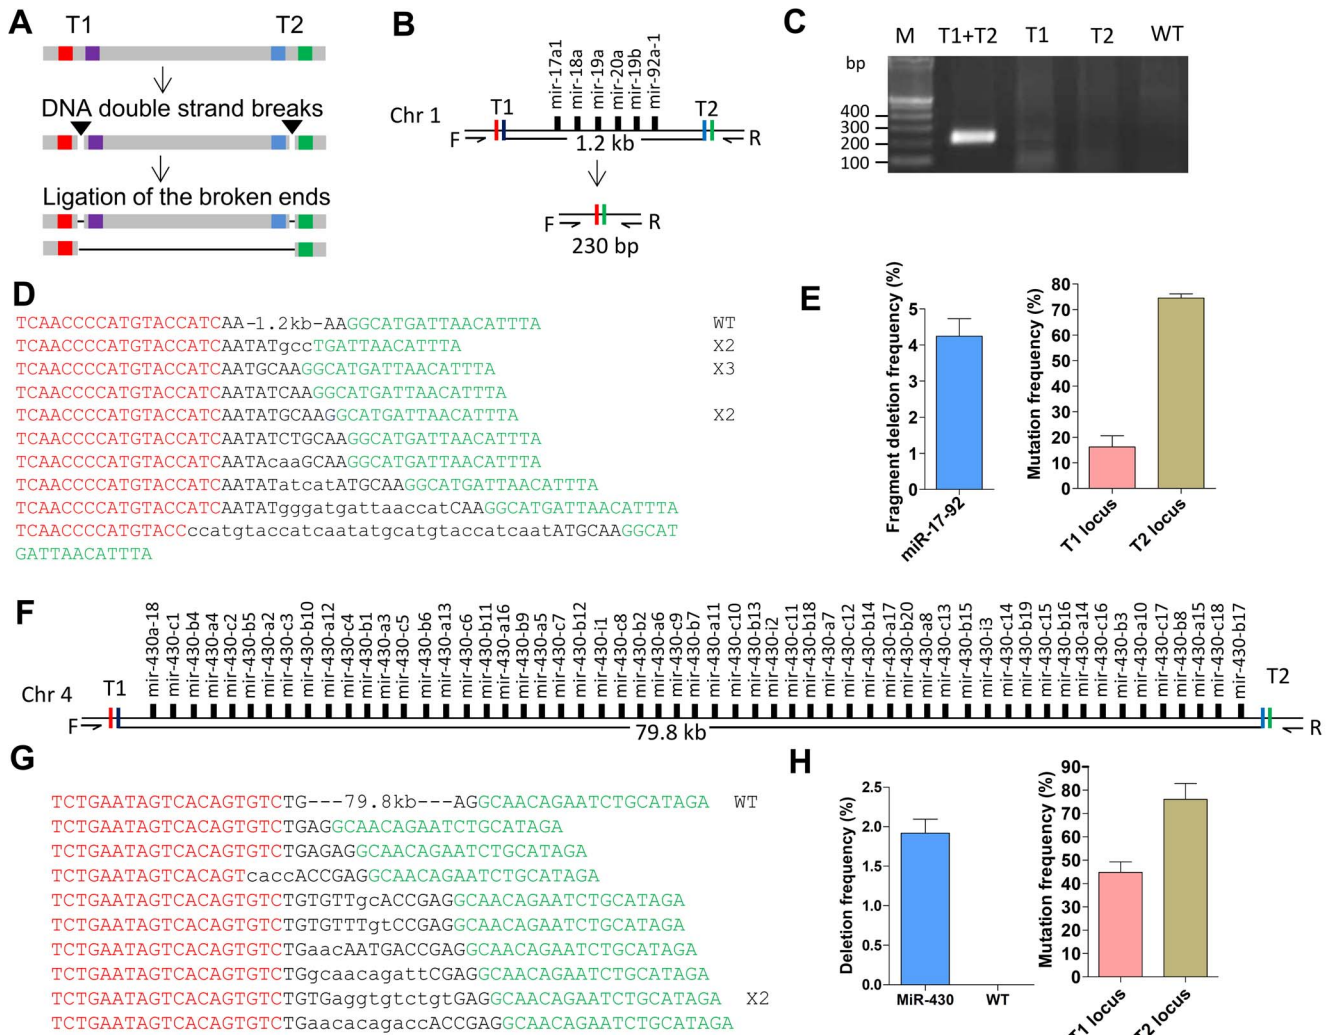 A
T1 T2
DNA double strand breaks
Ligation of the broken ends
B
mir-17a1
mir-18a
mir-19a
mir-20a
mir-19b
mir-92a-1
Chr 1
T1
T2
F
R
1.2 kb
F
R
230 bp
C
M T1+T2 T1 T2 WT
bp
400
300
200
100
D
TCAACCCCATGTACCATCAA-1.2kb-AAGGCATGATTAACATTTA WT
TCAACCCCATGTACCATCAATATgccTGATTAACATTTA X2
TCAACCCCATGTACCATCAATGCAAGGCATGATTAACATTTA X3
TCAACCCCATGTACCATCAATATCAAGGCATGATTAACATTTA
TCAACCCCATGTACCATCAATATGCAAGGCATGATTAACATTTA X2
TCAACCCCATGTACCATCAATATCTGCAAGGCATGATTAACATTTA
TCAACCCCATGTACCATCAATAcaaGCAAGGCATGATTAACATTTA
TCAACCCCATGTACCATCAATATatcatATGCAAGGCATGATTAACATTTA
TCAACCCCATGTACCATCAATATgggatgattaaccatCAAGGCATGATTAACATTTA
TCAACCCCATGTACCccatgtaccatcaatatgcaatgtaccatcaatATGCAAGGCAT
GATTAACATTTA
E
Fragment deletion frequency (%)
5
4
3
2
1
0
miR-17-92
Mutation frequency (%)
80
70
60
50
40
30
20
10
0
T1 locus
T2 locus
F
mir-430a-18
mir-430-c1
mir-430-b4
mir-430-a4
mir-430-c2
mir-430-b5
mir-430-a2
mir-430-c3
mir-430-b10
mir-430-a12
mir-430-c4
mir-430-b1
mir-430-a3
mir-430-c5
mir-430-b6
mir-430-a13
mir-430-c6
mir-430-b11
mir-430-a16
mir-430-b9
mir-430-a5
mir-430-c7
mir-430-b12
mir-430-i1
mir-430-c8
mir-430-b2
mir-430-a6
mir-430-c9
mir-430-b7
mir-430-a11
mir-430-c10
mir-430-b13
mir-430-i2
mir-430-c11
mir-430-b18
mir-430-a7
mir-430-c12
mir-430-b14
mir-430-a17
mir-430-b20
mir-430-a8
mir-430-c13
mir-430-b15
mir-430-i3
mir-430-c14
mir-430-b19
mir-430-c15
mir-430-b16
mir-430-a14
mir-430-c16
mir-430-b3
mir-430-a10
mir-430-c17
mir-430-b8
mir-430-a15
mir-430-c18
mir-430-b17
Chr 4
T1
T2
F
R
79.8 kb
G
TCTGAATAGTCACAGTGTCTG---79.8kb---AGGCAACAGAATCTGCATAGA WT
TCTGAATAGTCACAGTGTCTGAGGCAACAGAATCTGCATAGA
TCTGAATAGTCACAGTGTCTGAGAGGCAACAGAATCTGCATAGA
TCTGAATAGTCACAGTcaccACCGAGGCAACAGAATCTGCATAGA
TCTGAATAGTCACAGTGTCTGTGTTgcACCGAGGCAACAGAATCTGCATAGA
TCTGAATAGTCACAGTGTCTGTGTTTgtCCGAGGCAACAGAATCTGCATAGA
TCTGAATAGTCACAGTGTCTGaacAATGACCGAGGCAACAGAATCTGCATAGA
TCTGAATAGTCACAGTGTCTGgcaacagattCGAGGCAACAGAATCTGCATAGA
TCTGAATAGTCACAGTGTCTGTGaggtgtctgtGAGGCAACAGAATCTGCATAGA X2
TCTGAATAGTCACAGTGTCTGaacacagaccACCGAGGCAACAGAATCTGCATAGA
H
Deletion frequency (%)
2.5
2.0
1.5
1.0
0.5
0.0
MiR-430 WT
Mutation frequency (%)
90
80
70
60
50
40
30
20
10
0
T1 locus
T2 locus